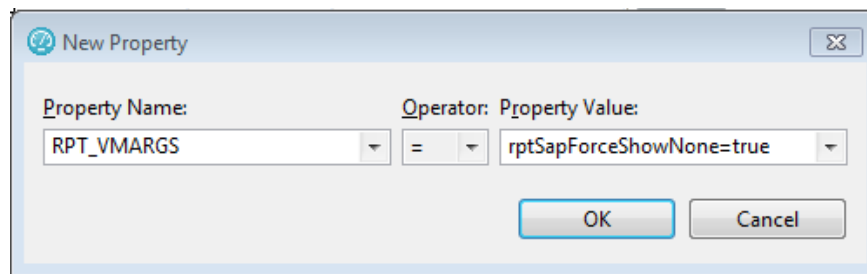 New Property
Property Name: Operator: Property Value:
RPT_VMARGS = rptSapForceShowNone=true
OK Cancel